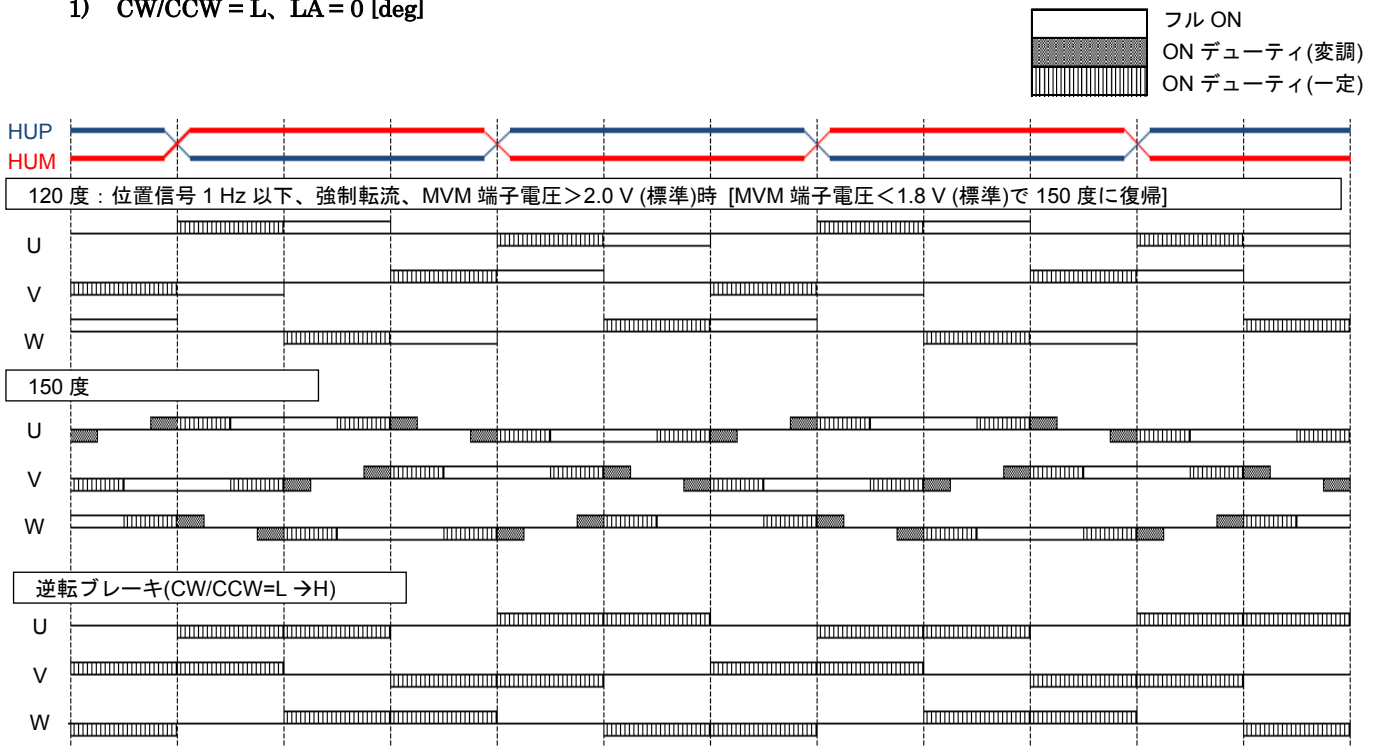 1) CW/CCW = L、LA = 0 [deg]
フル ON
ON デューティ(変調)
ON デューティ(一定)
HUP
HUM
120 度：位置信号 1 Hz 以下、強制転流、MVM 端子電圧＞2.0 V (標準)時 [MVM 端子電圧＜1.8 V (標準)で 150 度に復帰]
U
V
W
150 度
U
V
W
逆転ブレーキ(CW/CCW=L →H)
U
V
W